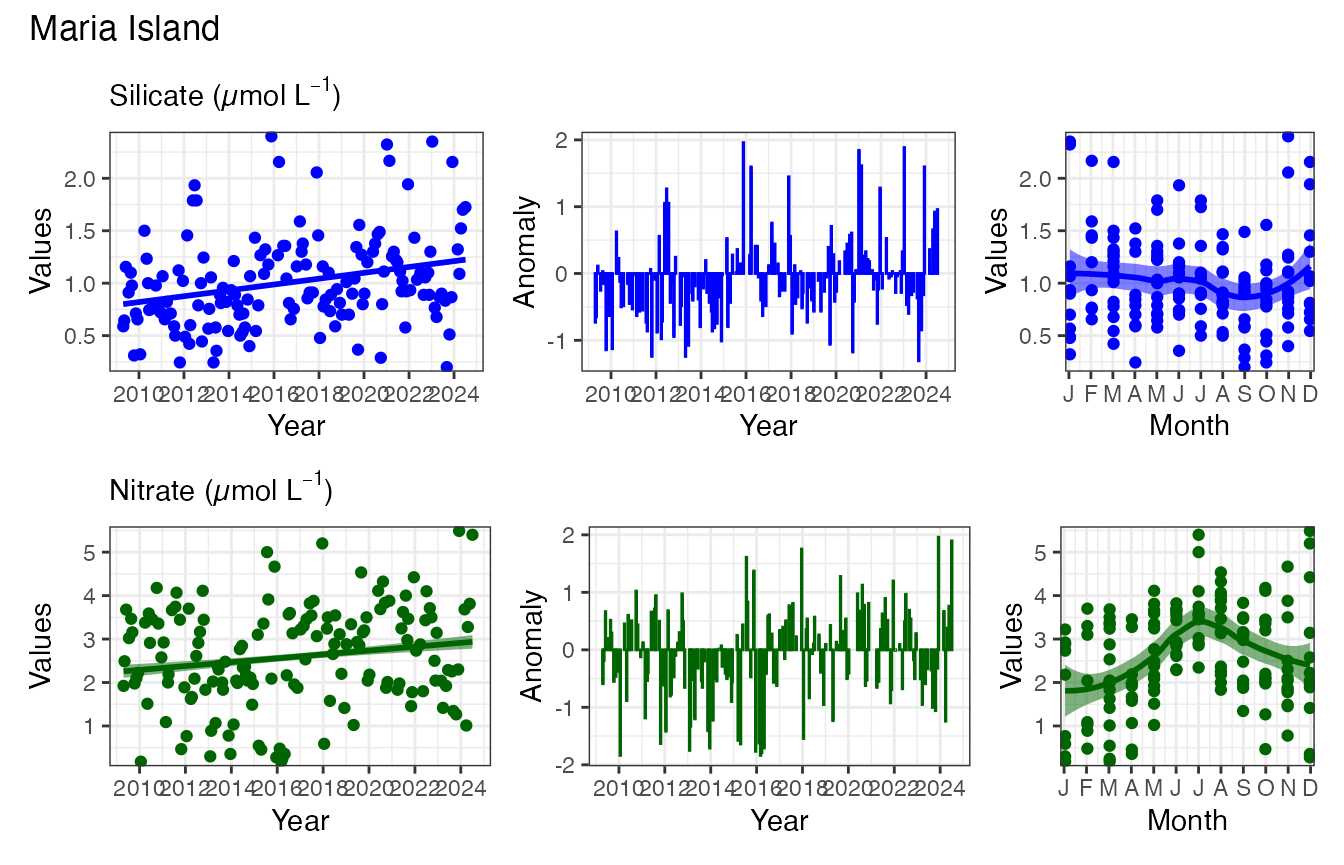 Maria Island
Silicate (µmol L⁻¹)
Values
2.0
1.5
1.0
0.5
2010 2012 2014 2016 2018 2020 2022 2024
Year
Anomaly
2
1
0
-1
2010 2012 2014 2016 2018 2020 2022 2024
Year
Values
2.0
1.5
1.0
0.5
J F M A M J J A S O N D
Month
Nitrate (µmol L⁻¹)
Values
5
4
3
2
1
2010 2012 2014 2016 2018 2020 2022 2024
Year
Anomaly
2
1
0
-1
-2
2010 2012 2014 2016 2018 2020 2022 2024
Year
Values
5
4
3
2
1
J F M A M J J A S O N D
Month